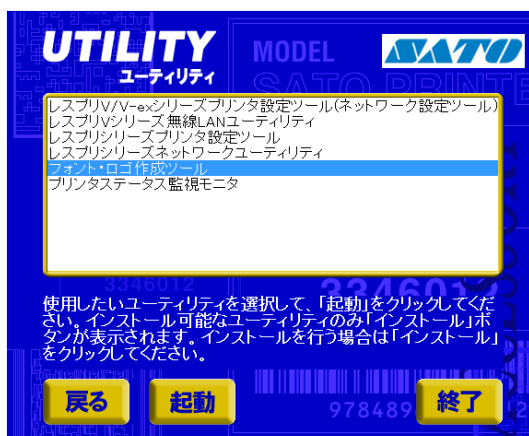 UTILITY
ユーティリティ
MODEL
SATO
SATO PRINTE
レスプリV/V-exシリーズプリンタ設定ツール(ネットワーク設定ツール)
レスプリVシリーズ無線LANユーティリティ
レスプリシリーズプリンタ設定ツール
レスプリシリーズネットワークユーティリティ
フォント・ロゴ作成ツール
プリンタステータス監視モニタ
3346012
3346012
使用したいユーティリティを選択して、「起動」をクリックしてくだ
さい。インストール可能なユーティリティのみ「インストール」ボ
タンが表示されます。インストールを行う場合は「インストール」
をクリックしてください。
戻る
起動
978489
終了